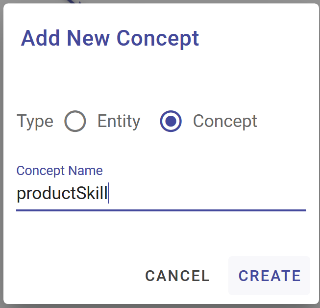 Add New Concept
Type Entity Concept
Concept Name
productSkill
CANCEL CREATE